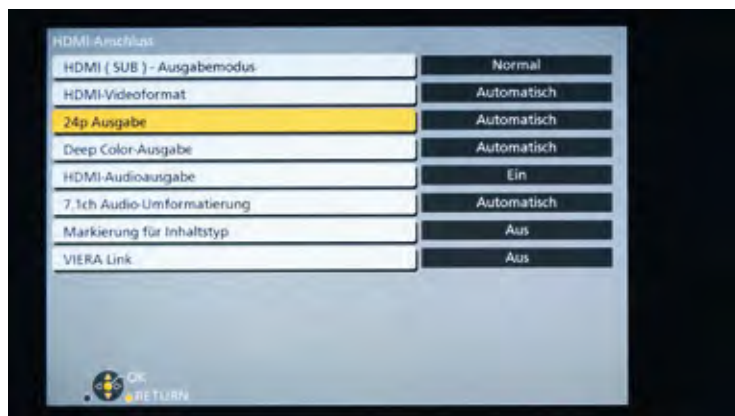 HDMI-Anschluss
HDMI ( SUB ) - Ausgabemodus Normal
HDMI-Videoformat Automatisch
24p Ausgabe Automatisch
Deep Color-Ausgabe Automatisch
HDMI-Audioausgabe Ein
7.1ch Audio-Umformatierung Automatisch
Markierung für Inhaltstyp Aus
VIERA Link Aus
OK
RETURN